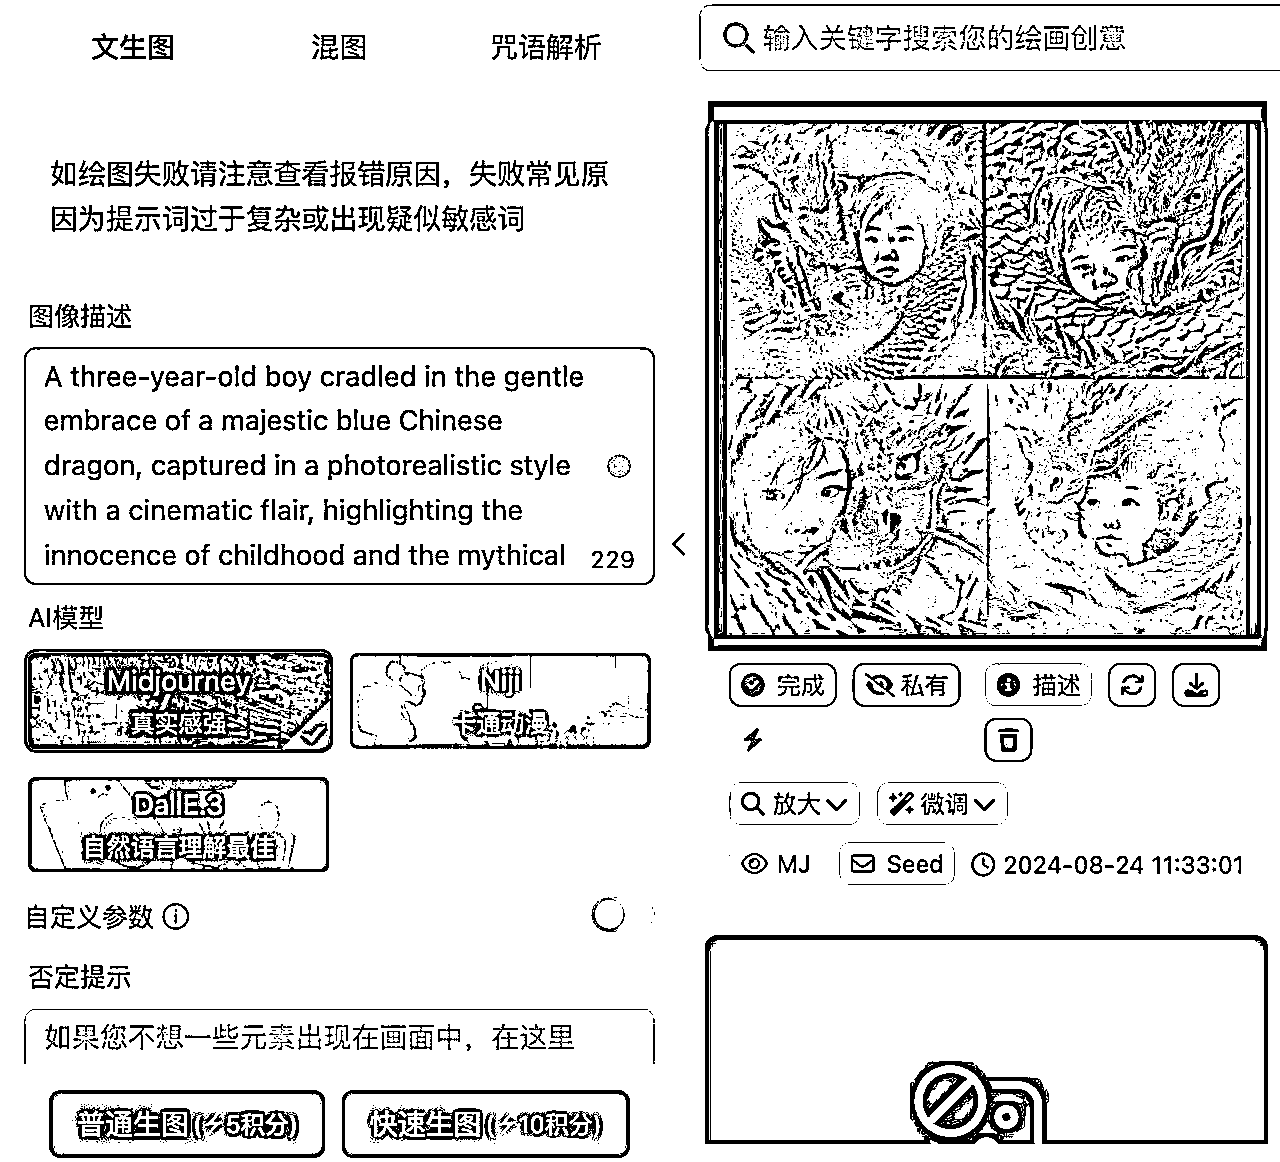 文生图 混图 咒语解析
如绘图失败请注意查看报错原因，失败常见原
因为提示词过于复杂或出现疑似敏感词
图像描述
A three-year-old boy cradled in the gentle
embrace of a majestic blue Chinese
dragon, captured in a photorealistic style
with a cinematic flair, highlighting the
innocence of childhood and the mythical
229
AI模型
Midjourney
真实感强
Niji
卡通动漫
DallE.3
自然语言理解最佳
自定义参数
否定提示
如果您不想一些元素出现在画面中，在这里
普通生图(⚡5积分) 快速生图(⚡10积分)
输入关键字搜索您的绘画创意
完成 私有 描述
放大 微调
MJ Seed 2024-08-24 11:33:01